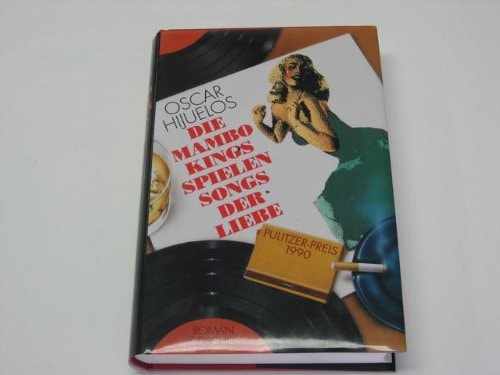 OSCAR
HIJUELOS
DIE
MAMBO
KINGS
SPIELEN
SONGS
DER
LIEBE
PULITZER-PREIS
1990
ROMAN